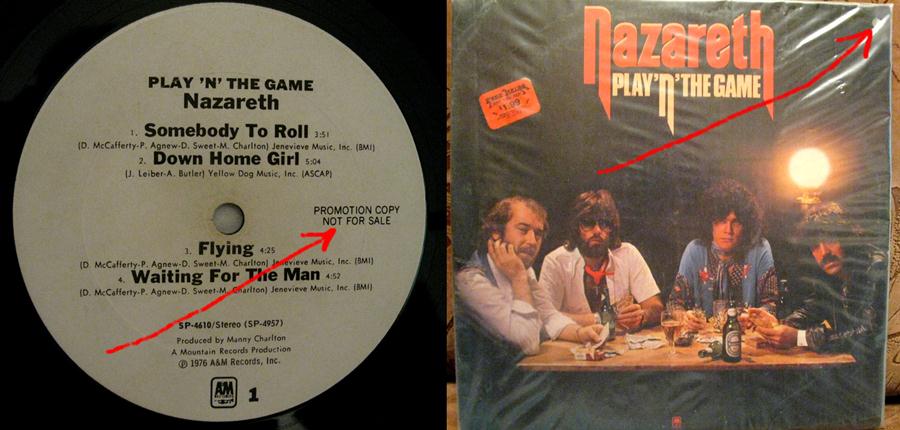 PLAY 'N' THE GAME
Nazareth
1. Somebody To Roll 3:51
(D. McCafferty-P. Agnew-D. Sweet-M. Charlton) Jenevieve Music, Inc. (BMI)
2. Down Home Girl 5:04
(J. Leiber-A. Butler) Yellow Dog Music, Inc. (ASCAP)
PROMOTION COPY
NOT FOR SALE
3. Flying 4:25
(D. McCafferty-P. Agnew-D. Sweet-M. Charlton) Jenevieve Music, Inc. (BMI)
4. Waiting For The Man 4:52
(D. McCafferty-P. Agnew-D. Sweet-M. Charlton) Jenevieve Music, Inc. (BMI)
SP-4610/Stereo (SP-4957)
Produced by Manny Charlton
A Mountain Records Production
℗ 1976 A&M Records, Inc.
A&M
1
nazareth
PLAY 'n' THE GAME
$1.09